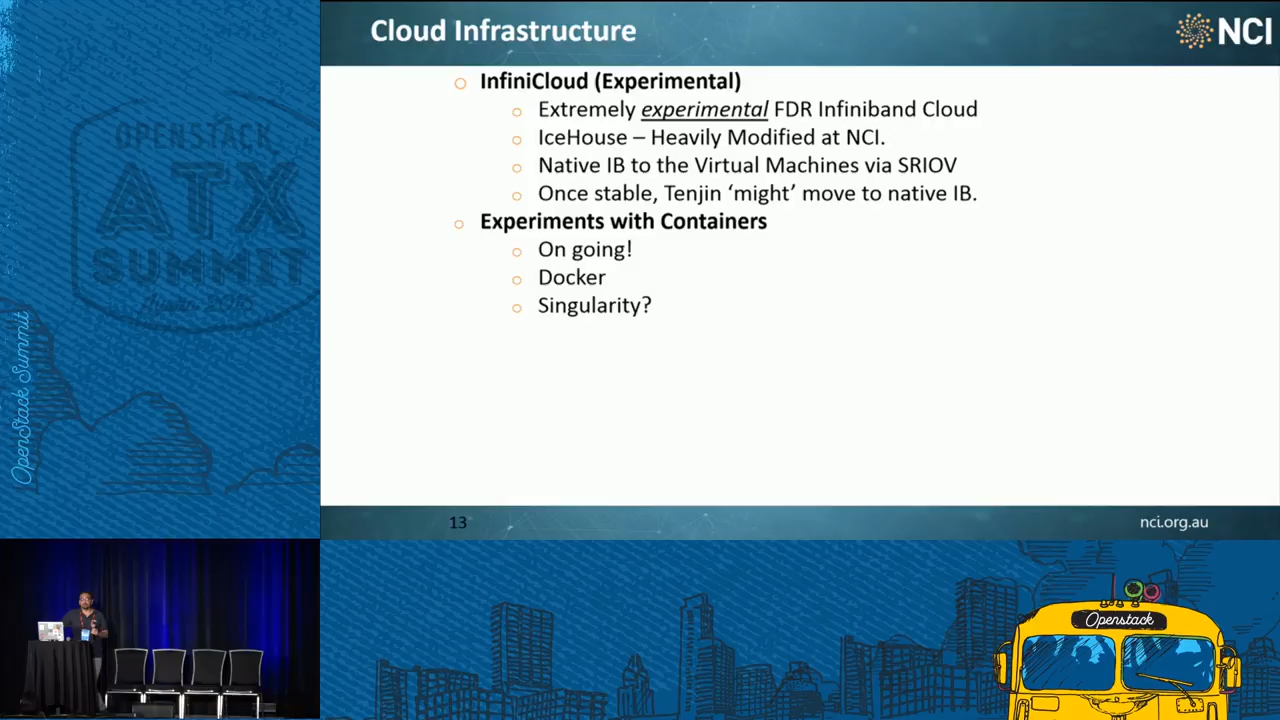 Cloud Infrastructure
NCI
InfiniCloud (Experimental)
Extremely experimental FDR Infiniband Cloud
IceHouse – Heavily Modified at NCI.
Native IB to the Virtual Machines via SRIOV
Once stable, Tenjin ‘might’ move to native IB.
Experiments with Containers
On going!
Docker
Singularity?
13
nci.org.au
OPENSTACK
ATX
SUMMIT
OpenStack Summit
Openstack